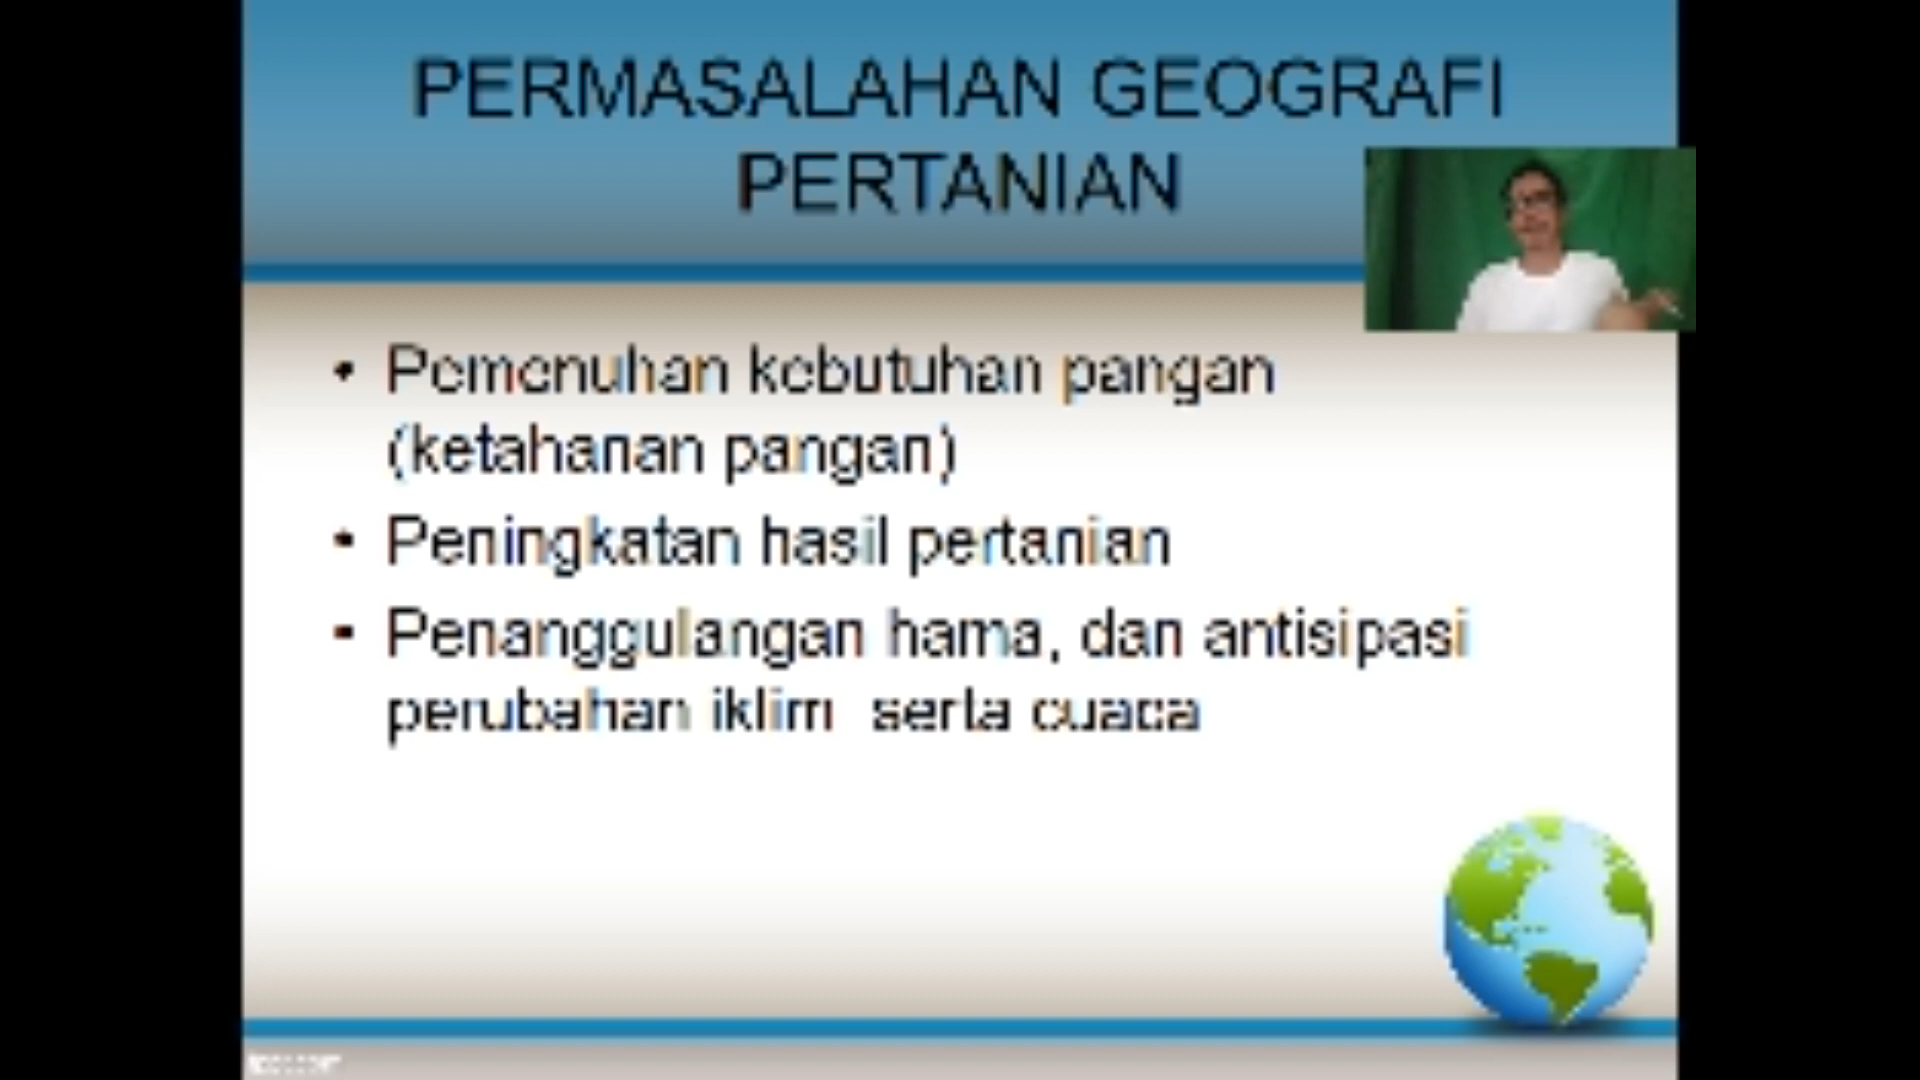 PERMASALAHAN GEOGRAFI
PERTANIAN
• Pemenuhan kebutuhan pangan
(ketahanan pangan)
• Peningkatan hasil pertanian
• Penanggulangan hama, dan antisipasi
perubahan iklim serta cuaca